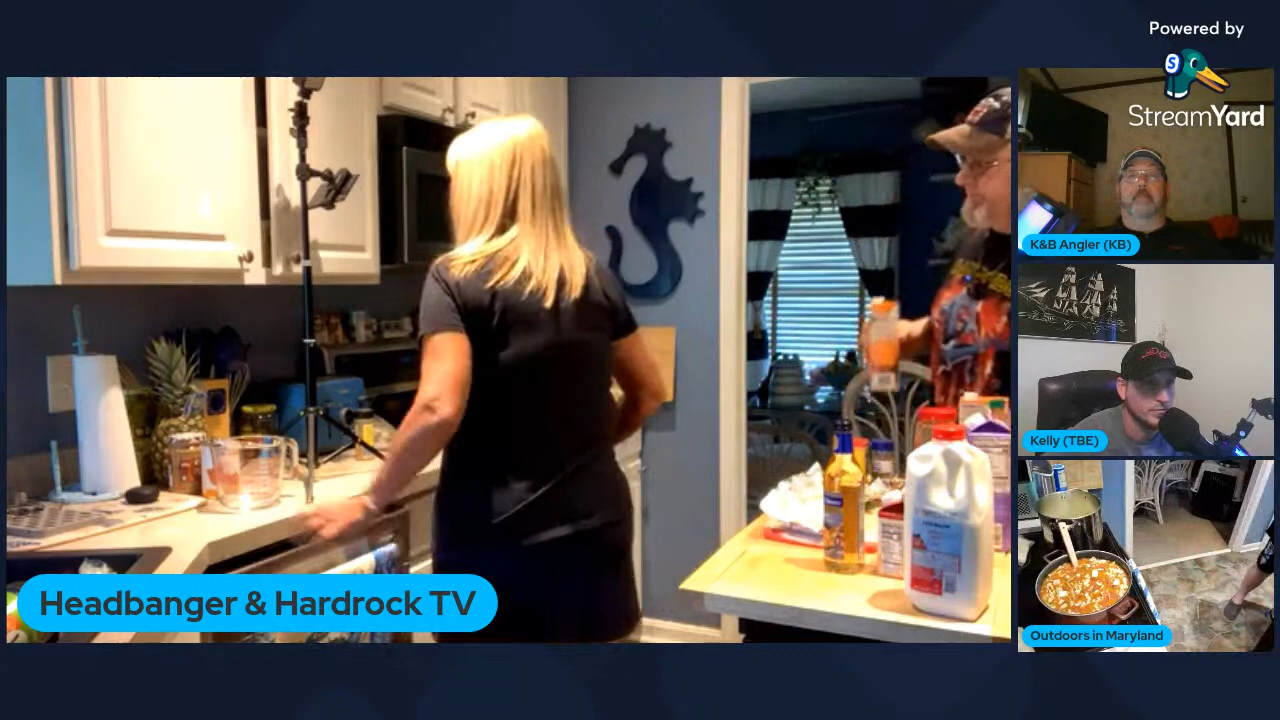 Powered by
StreamYard
K&B Angler (KB)
Kelly (TBE)
Headbanger & Hardrock TV
Outdoors in Maryland